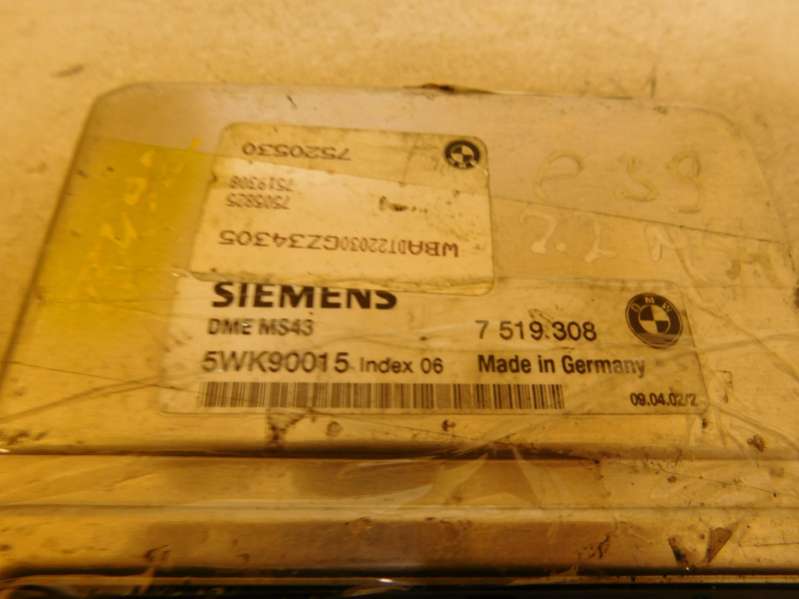 7520530
7519308
7505825
WBADT22030GZ34305
SIEMENS
DME MS43
7 519.308
5WK90015 Index 06
Made in Germany
09.04.02/2
BMW